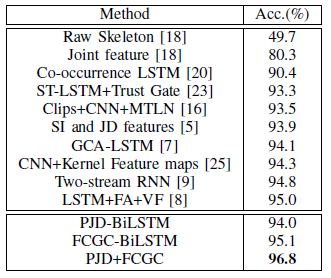 Method Acc.(%)
Raw Skeleton [18] 49.7
Joint feature [18] 80.3
Co-occurrence LSTM [20] 90.4
ST-LSTM+Trust Gate [23] 93.3
Clips+CNN+MTLN [16] 93.5
SI and JD features [5] 93.9
GCA-LSTM [7] 94.1
CNN+Kernel Feature maps [25] 94.3
Two-stream RNN [9] 94.8
LSTM+FA+VF [8] 95.0
PJD-BiLSTM 94.0
FCGC-BiLSTM 95.1
PJD+FCGC 96.8